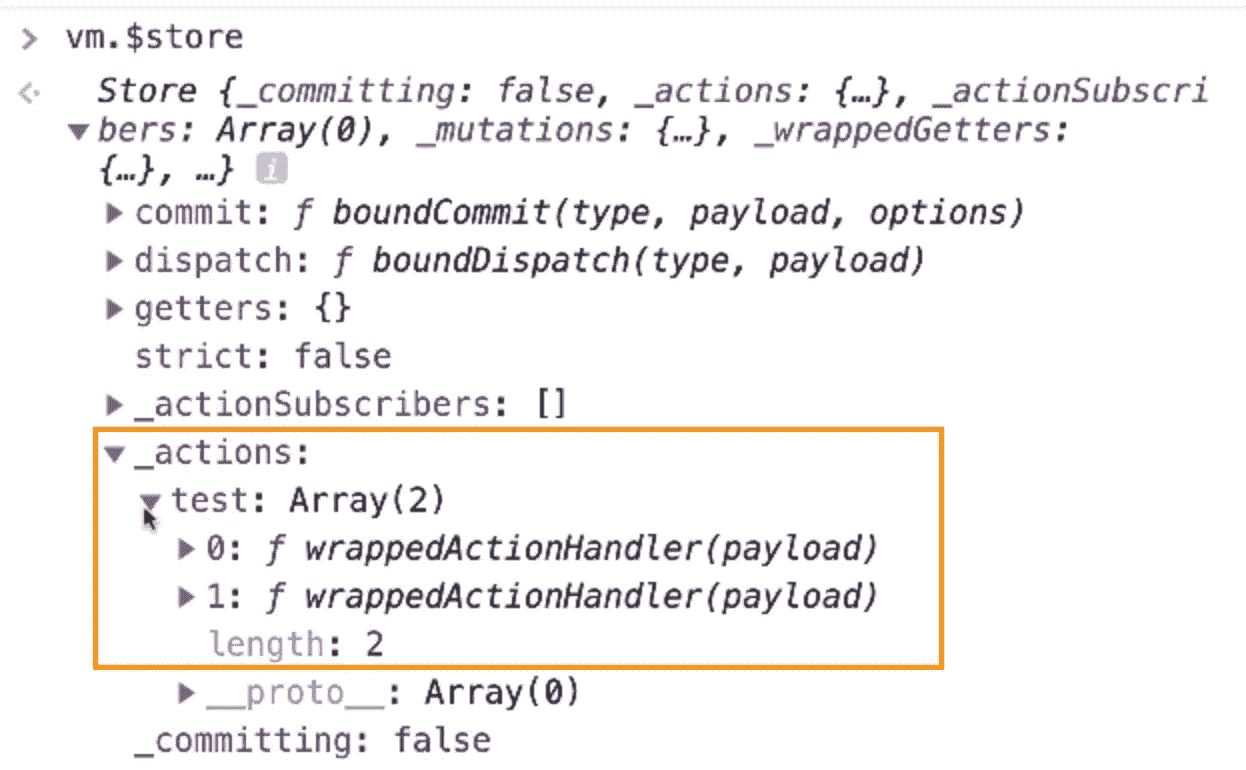 > vm.$store
<· Store {_committing: false, _actions: {…}, _actionSubscri
▼bers: Array(0), _mutations: {…}, _wrappedGetters:
{…}, …} i
▶ commit: ƒ boundCommit(type, payload, options)
▶ dispatch: ƒ boundDispatch(type, payload)
▶ getters: {}
strict: false
▶ _actionSubscribers: []
▼ _actions:
▼ test: Array(2)
▶ 0: ƒ wrappedActionHandler(payload)
▶ 1: ƒ wrappedActionHandler(payload)
length: 2
▶ __proto__: Array(0)
_committing: false